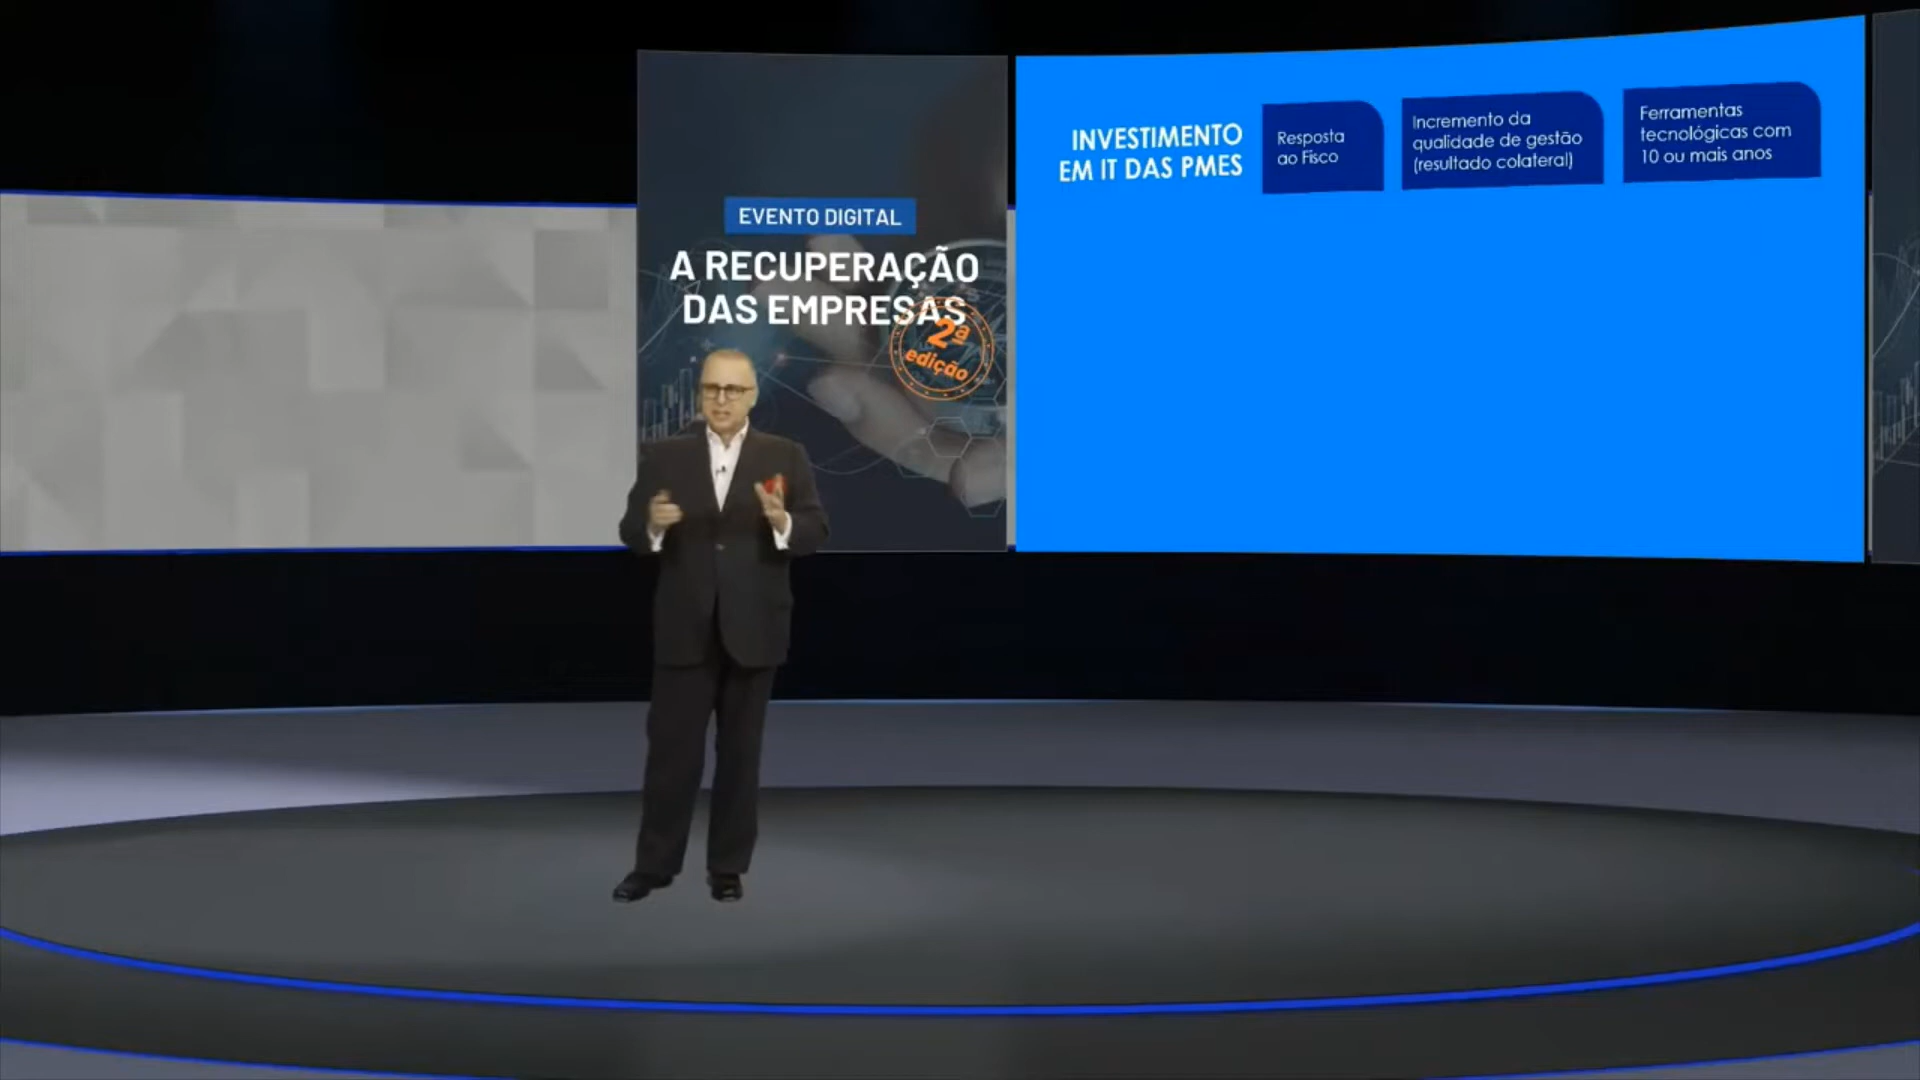 EVENTO DIGITAL
A RECUPERAÇÃO
DAS EMPRESAS
2ª
edição
INVESTIMENTO
EM IT DAS PMES
Resposta
ao Fisco
Incremento da
qualidade de gestão
(resultado colateral)
Ferramentas
tecnológicas com
10 ou mais anos